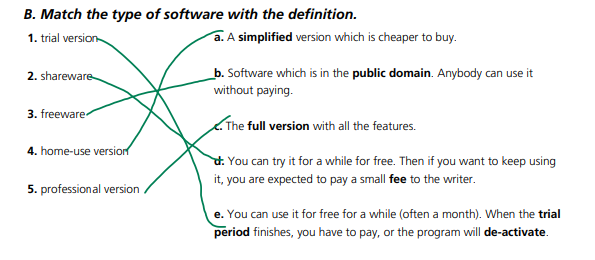 B. Match the type of software with the definition.
1. trial version
2. shareware
3. freeware
4. home-use version
5. professional version
a. A simplified version which is cheaper to buy.
b. Software which is in the public domain. Anybody can use it
without paying.
c. The full version with all the features.
d. You can try it for a while for free. Then if you want to keep using
it, you are expected to pay a small fee to the writer.
e. You can use it for free for a while (often a month). When the trial
period finishes, you have to pay, or the program will de-activate.